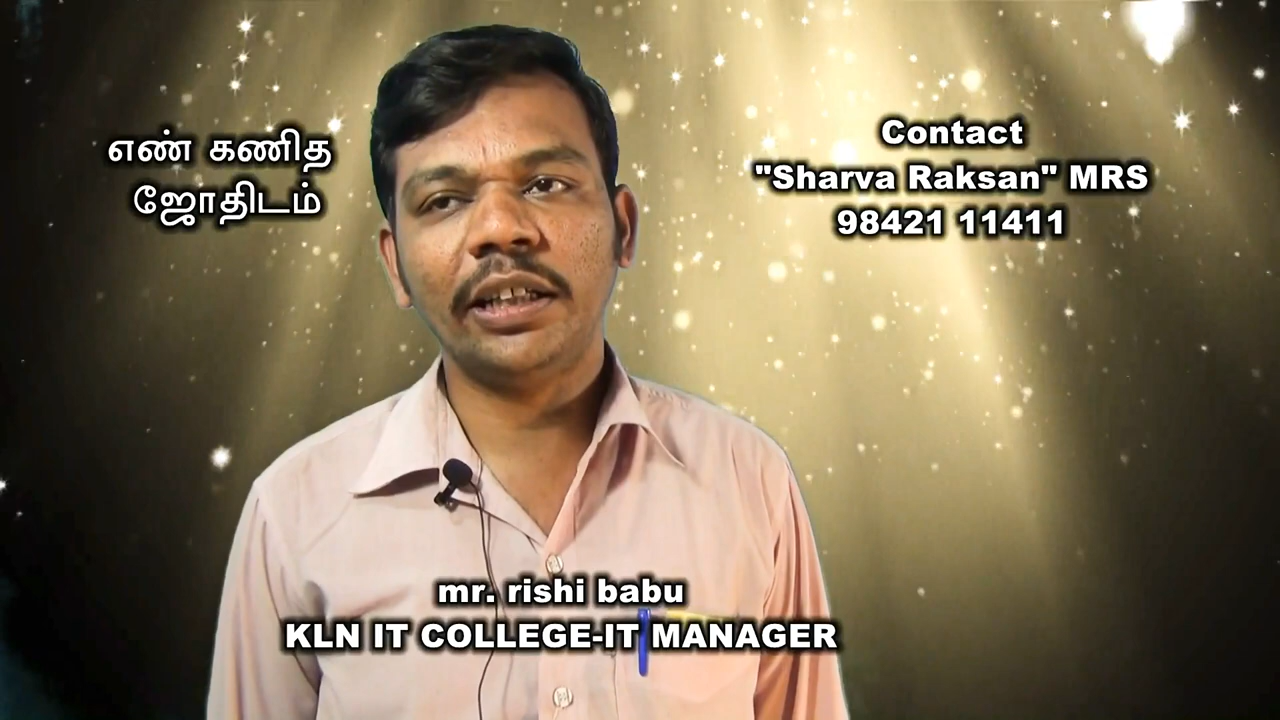 எண் கணித
ஜோதிடம்
Contact
"Sharva Raksan" MRS
98421 11411
mr. rishi babu
KLN IT COLLEGE-IT MANAGER